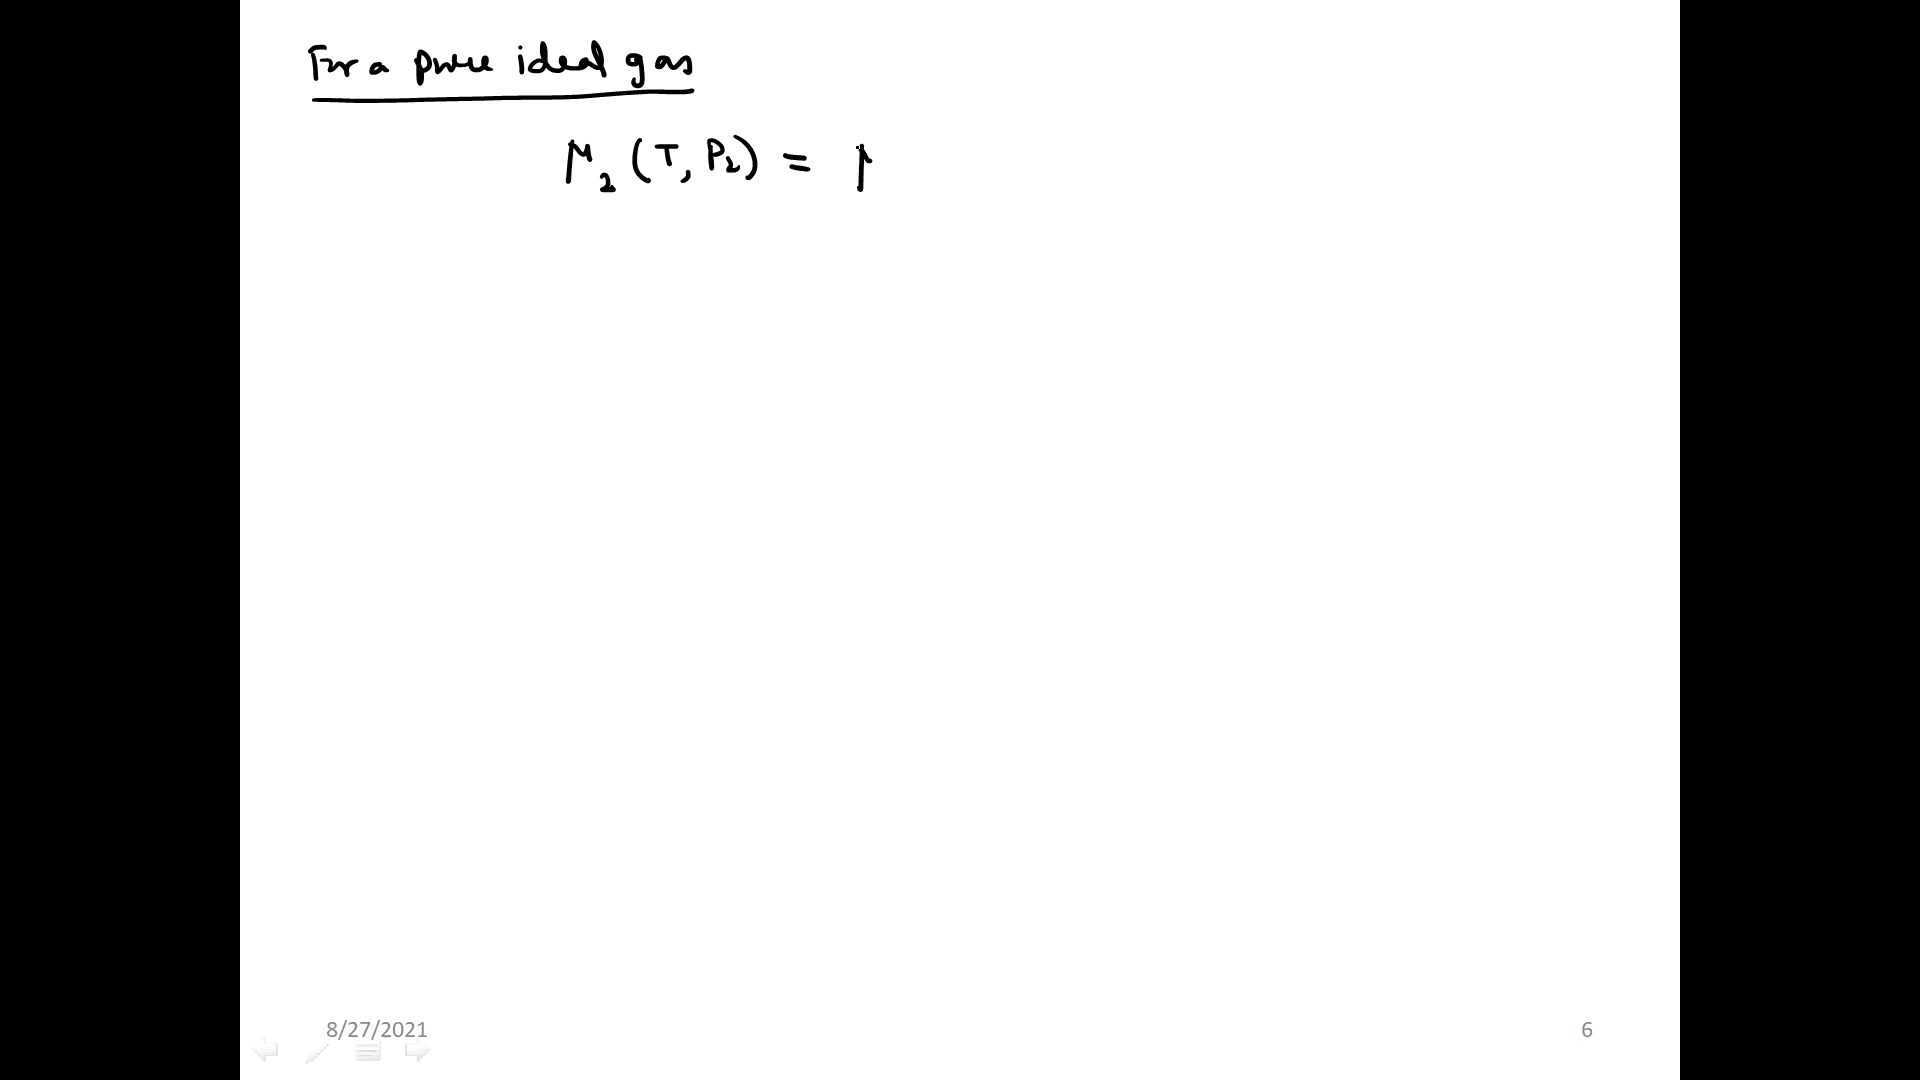 For a pure ideal gas
μ₂ (T, P₂) = μ
8/27/2021
6